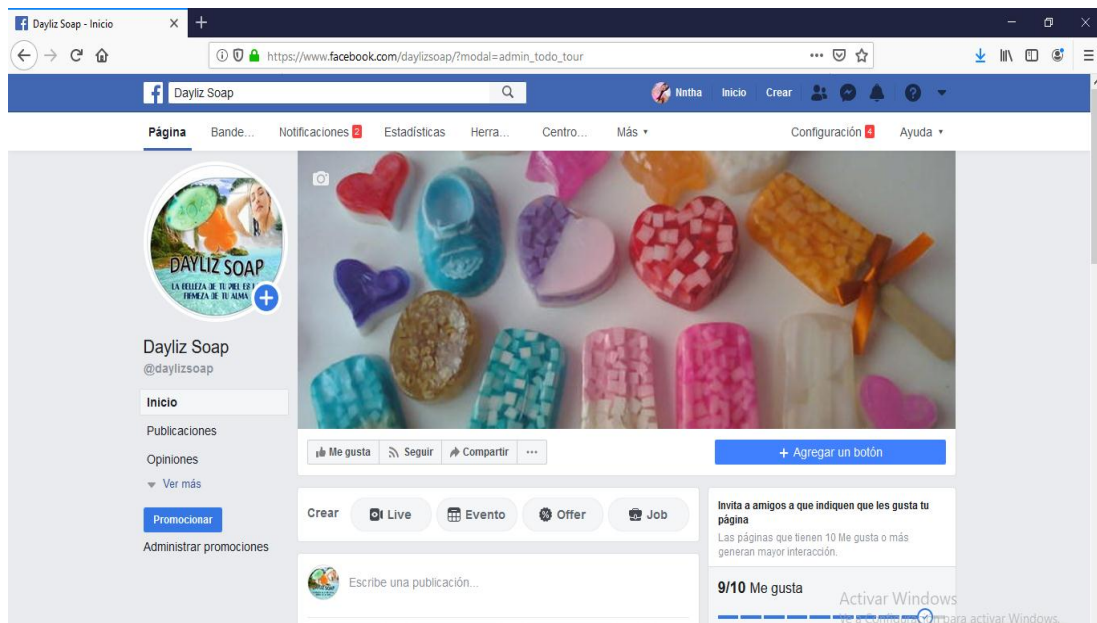 Dayliz Soap - Inicio
https://www.facebook.com/daylizsoap/?modal=admin_todo_tour
Dayliz Soap
Nntha Inicio Crear
Página Bande... Notificaciones 2 Estadísticas Herra... Centro... Más Configuración 4 Ayuda
DAYLIZ SOAP
LA BELLEZA DE TU PIEL ES
FIRMEZA DE TU ALMA
Dayliz Soap
@daylizsoap
Inicio
Publicaciones
Opiniones
Ver más
Promocionar
Administrar promociones
Me gusta Seguir Compartir ...
+ Agregar un botón
Crear Live Evento Offer Job
Escribe una publicación...
Invita a amigos a que indiquen que les gusta tu
página
Las páginas que tienen 10 Me gusta o más
generan mayor interacción.
9/10 Me gusta
Activar Windows
Ve a Configuración para activar Windows.